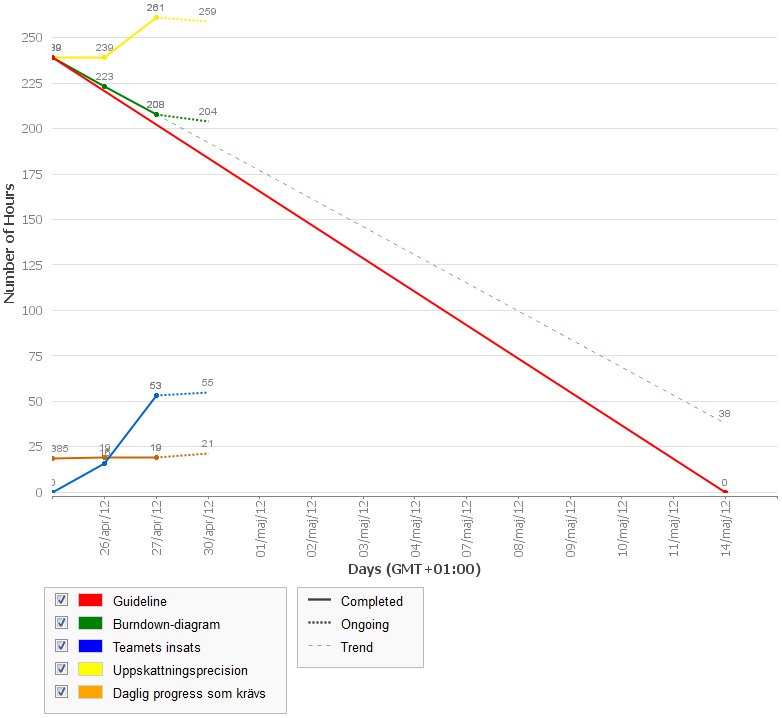 261
259
250
239
223
225
208
204
200
175
150
Number of Hours
125
100
75
53
55
50
38
19
19
21
25
0
0
0
26/apr/12
27/apr/12
30/apr/12
01/maj/12
02/maj/12
03/maj/12
04/maj/12
07/maj/12
08/maj/12
09/maj/12
10/maj/12
11/maj/12
14/maj/12
Days (GMT+01:00)
Guideline
Burndown-diagram
Teamets insats
Uppskattningsprecision
Daglig progress som krävs
Completed
Ongoing
Trend